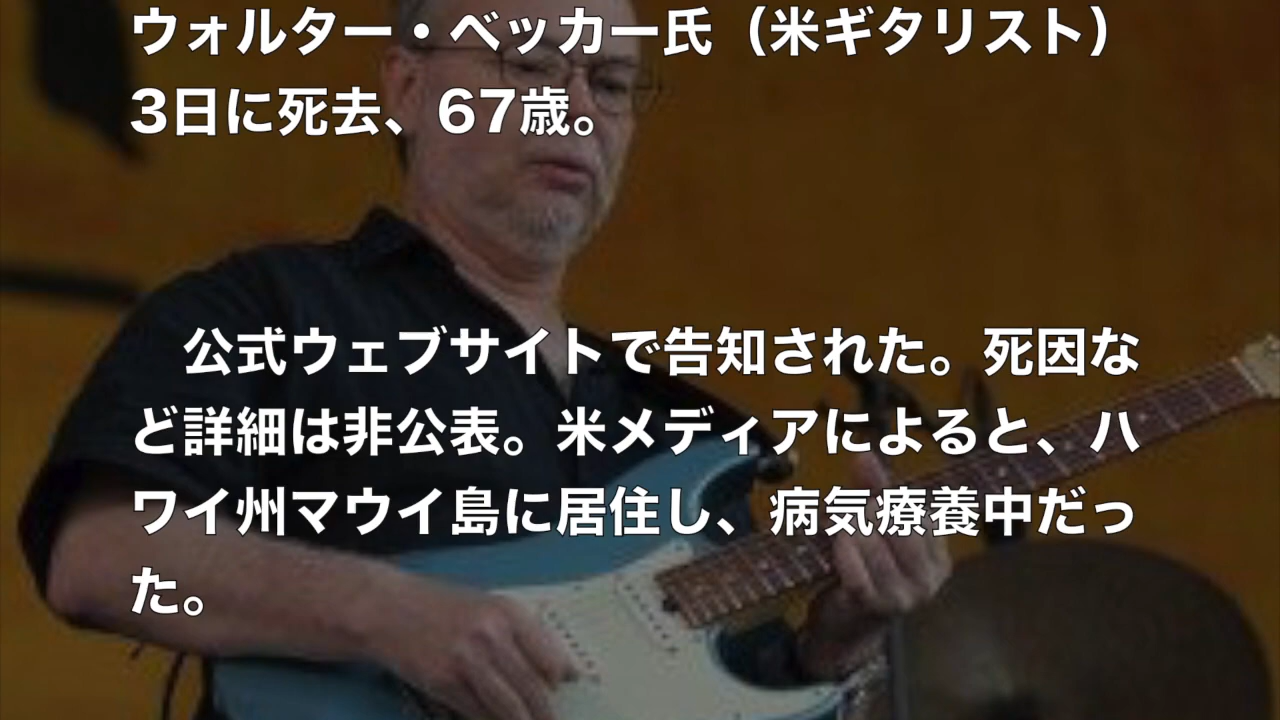 ウォルター・ベッカー氏（米ギタリスト）
3日に死去、67歳。
　公式ウェブサイトで告知された。死因な
ど詳細は非公表。米メディアによると、ハ
ワイ州マウイ島に居住し、病気療養中だっ
た。